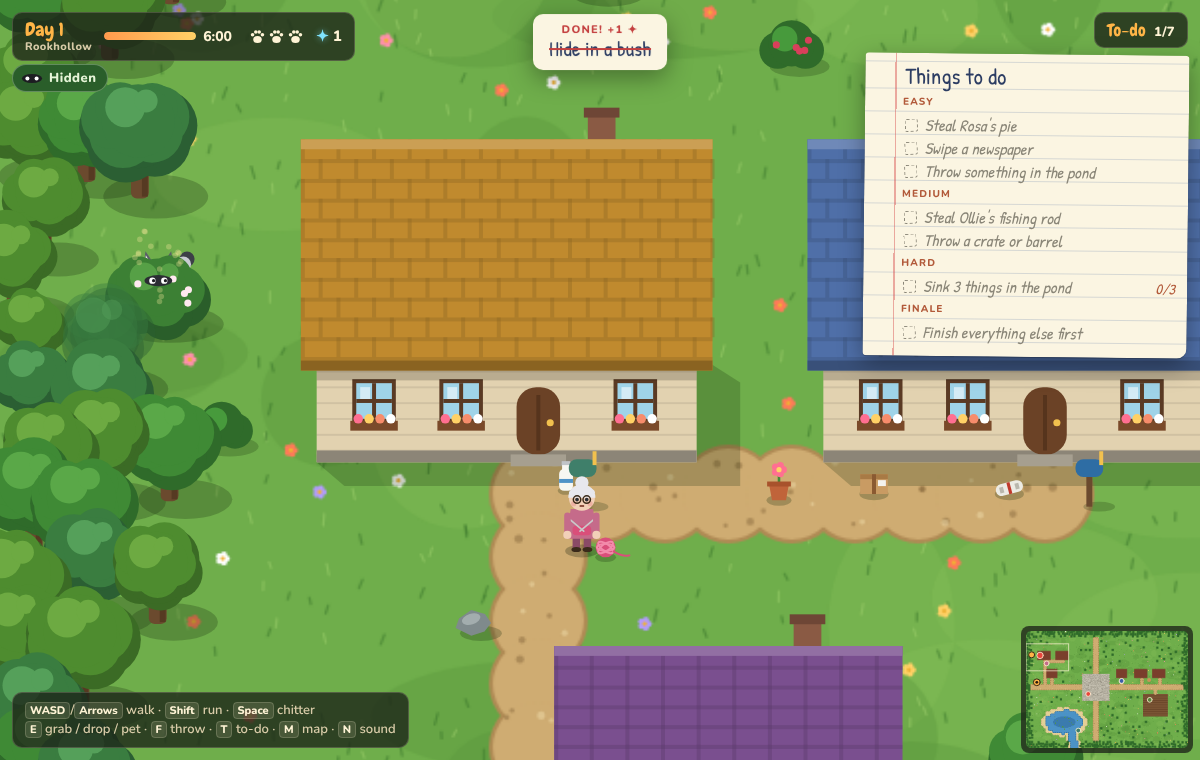 Day 1
Rookhollow
6:00
1
Hidden
DONE! +1
Hide in a bush
To-do 1/7
Things to do
EASY
Steal Rosa's pie
Swipe a newspaper
Throw something in the pond
MEDIUM
Steal Ollie's fishing rod
Throw a crate or barrel
HARD
Sink 3 things in the pond 0/3
FINALE
Finish everything else first
WASD/Arrows walk · Shift run · Space chitter
E grab / drop / pet · F throw · T to-do · M map · N sound